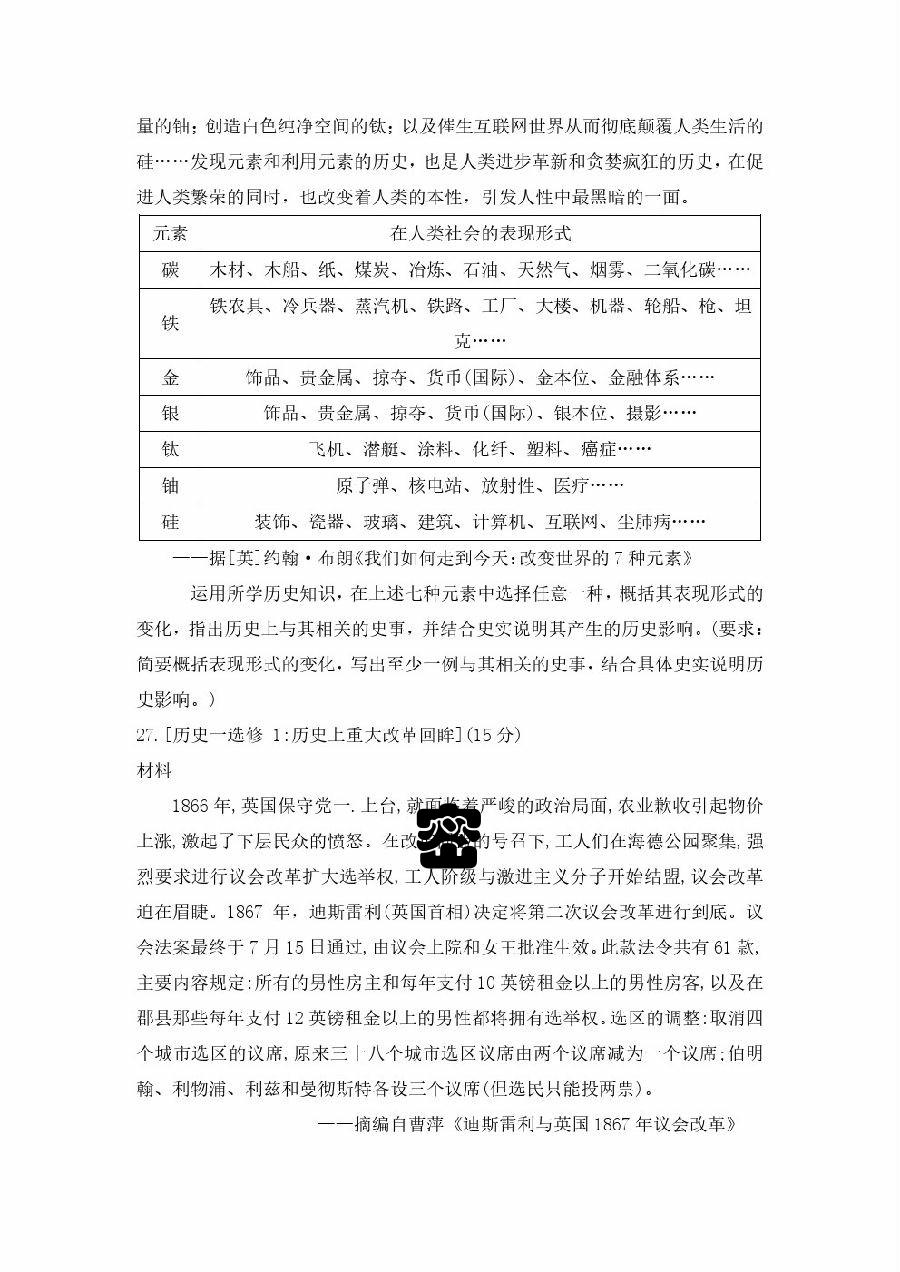 量的铀；创造白色纯净空间的钛；以及催生互联网世界从而彻底颠覆人类生活的
硅……发现元素和利用元素的历史，也是人类进步革新和贪婪疯狂的历史，在促
进人类繁荣的同时，也改变着人类的本性，引发人性中最黑暗的一面。
元素 在人类社会的表现形式
碳 木材、木船、纸、煤炭、冶炼、石油、天然气、烟雾、二氧化碳……
铁 铁农具、冷兵器、蒸汽机、铁路、工厂、大楼、机器、轮船、枪、坦
克……
金 饰品、贵金属、掠夺、货币(国际)、金本位、金融体系……
银 饰品、贵金属、掠夺、货币(国际)、银本位、摄影……
钛 飞机、潜艇、涂料、化纤、塑料、癌症……
铀 原子弹、核电站、放射性、医疗……
硅 装饰、瓷器、玻璃、建筑、计算机、互联网、尘肺病……
——据[英]约翰·布朗《我们如何走到今天:改变世界的7种元素》
运用所学历史知识，在上述七种元素中选择任意一种，概括其表现形式的
变化，指出历史上与其相关的史事，并结合史实说明其产生的历史影响。(要求：
简要概括表现形式的变化，写出至少一例与其相关的史事，结合具体史实说明历
史影响。)
27.[历史一选修 1:历史上重大改革回眸](15分)
材料
1866年,英国保守党一.上台,就面临着严峻的政治局面,农业歉收引起物价
上涨,激起了下层民众的愤怒。在改 的号召下,工人们在海德公园聚集,强
烈要求进行议会改革扩大选举权,工人阶级与激进主义分子开始结盟,议会改革
迫在眉睫。1867 年，迪斯雷利(英国首相)决定将第二次议会改革进行到底。议
会法案最终于7月15日通过,由议会上院和女王批准生效。此款法令共有61款,
主要内容规定:所有的男性房主和每年支付10英镑租金以上的男性房客,以及在
郡县那些每年支付12英镑租金以上的男性都将拥有选举权。选区的调整:取消四
个城市选区的议席,原来三十八个城市选区议席由两个议席减为一个议席;伯明
翰、利物浦、利兹和曼彻斯特各设三个议席(但选民只能投两票)。
——摘编自曹萍《迪斯雷利与英国1867年议会改革》